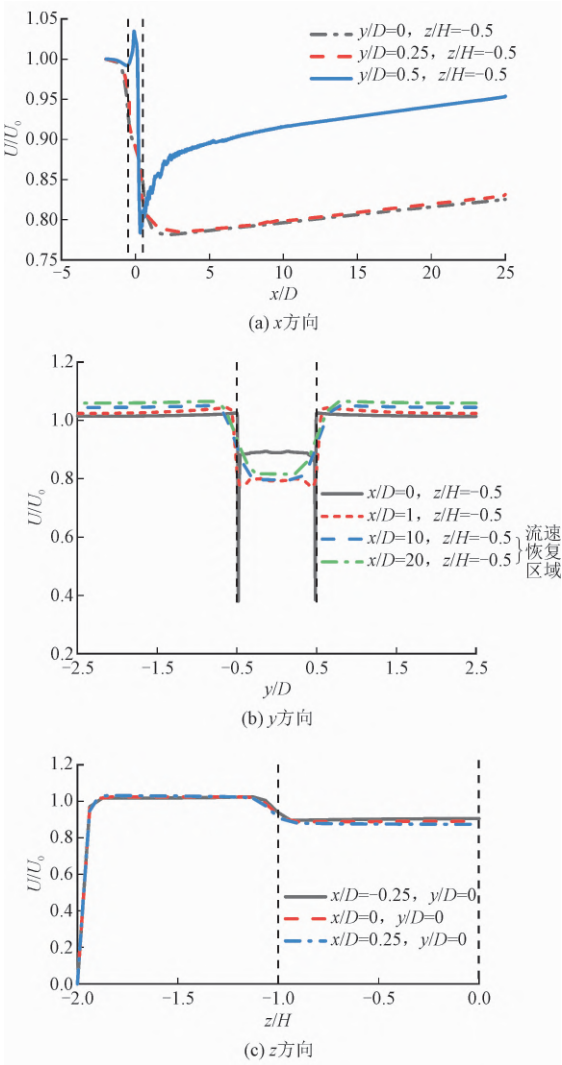 y/D=0, z/H=−0.5
y/D=0.25, z/H=−0.5
y/D=0.5, z/H=−0.5
1.05
1.00
0.95
0.90
0.85
0.80
0.75
U/U₀
−5 0 5 10 15 20 25
x/D
(a) x方向
1.2
1.0
0.8
0.6
0.4
0.2
U/U₀
x/D=0, z/H=−0.5
x/D=1, z/H=−0.5
x/D=10, z/H=−0.5
x/D=20, z/H=−0.5
流速
恢复
区域
−2.5 −1.5 −0.5 0.5 1.5 2.5
y/D
(b) y方向
1.2
1.0
0.8
0.6
0.4
0.2
0.0
U/U₀
x/D=−0.25, y/D=0
x/D=0, y/D=0
x/D=0.25, y/D=0
−2.0 −1.5 −1.0 −0.5 0.0
z/H
(c) z方向